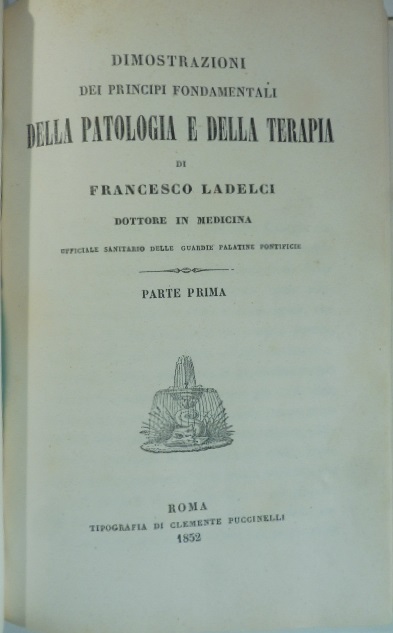 DIMOSTRAZIONI
DEI PRINCIPI FONDAMENTALI
DELLA PATOLOGIA E DELLA TERAPIA
DI
FRANCESCO LADELCI
DOTTORE IN MEDICINA
UFFICIALE SANITARIO DELLE GUARDIE PALATINE PONTIFICIE
PARTE PRIMA
ROMA
TIPOGRAFIA DI CLEMENTE PUCCINELLI
1852